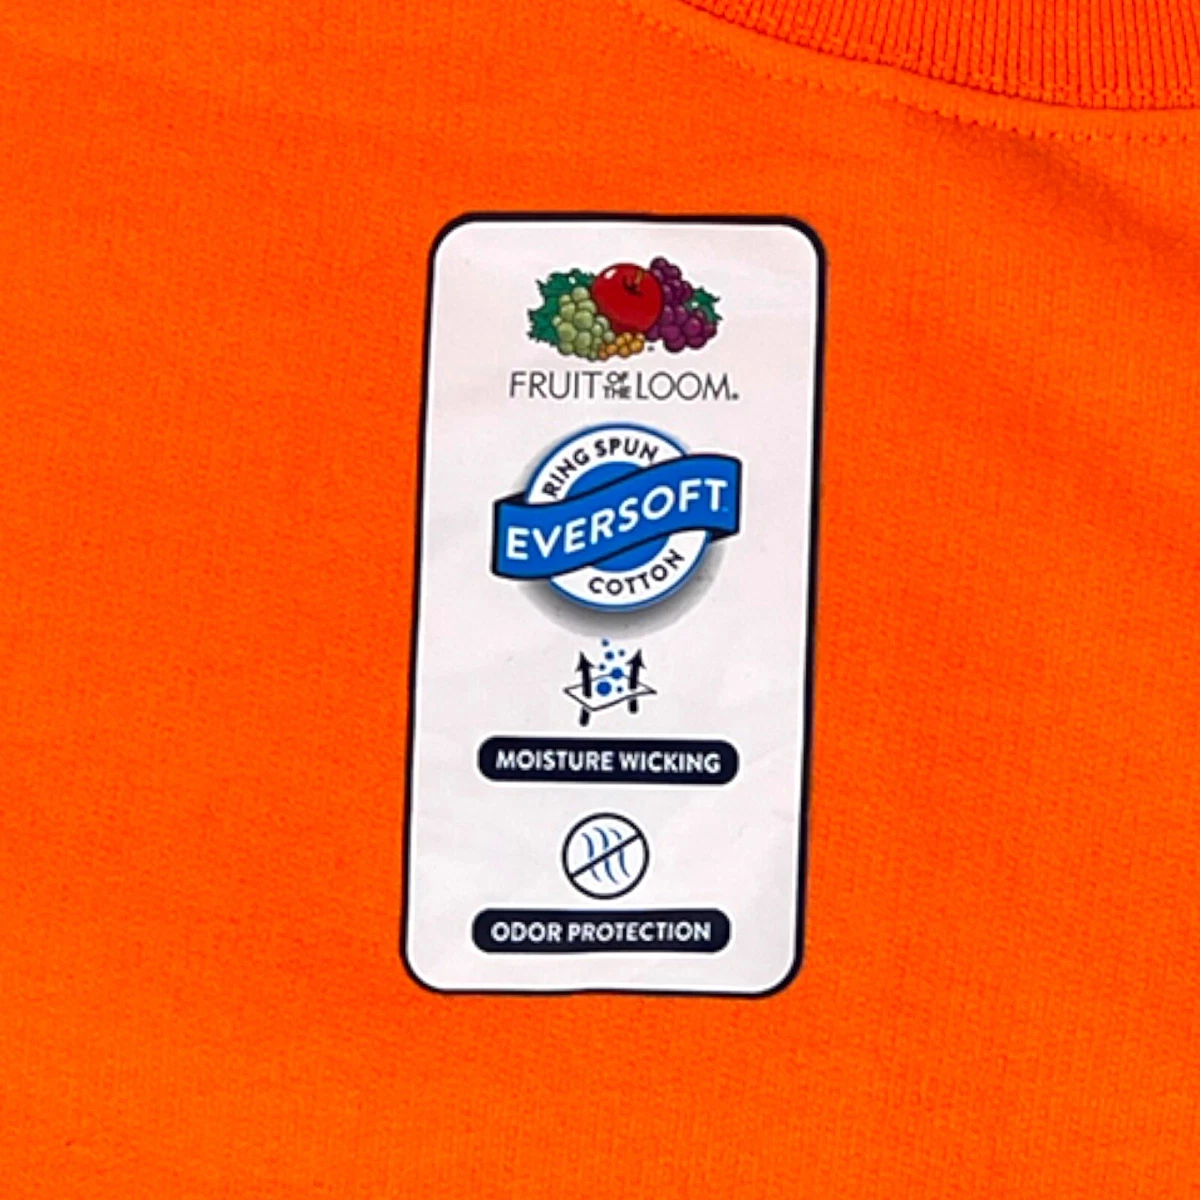 FRUIT OF THE LOOM.
RING SPUN
EVERSOFT
COTTON
MOISTURE WICKING
ODOR PROTECTION